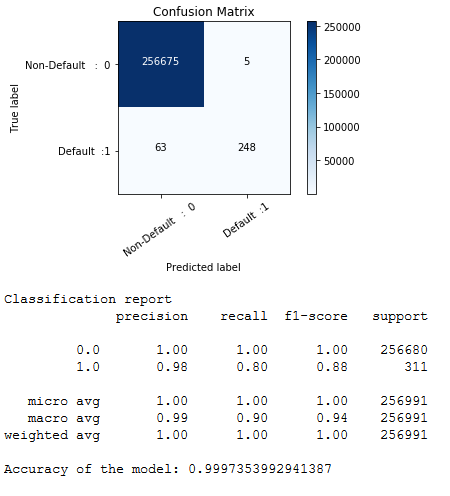 Confusion Matrix
250000
256675 5
Non-Default : 0
200000
True label
150000
100000
63 248
Default :1
50000
Non-Default : 0
Default :1
Predicted label
Classification report
precision recall f1-score support
0.0 1.00 1.00 1.00 256680
1.0 0.98 0.80 0.88 311
micro avg 1.00 1.00 1.00 256991
macro avg 0.99 0.90 0.94 256991
weighted avg 1.00 1.00 1.00 256991
Accuracy of the model: 0.9997353992941387